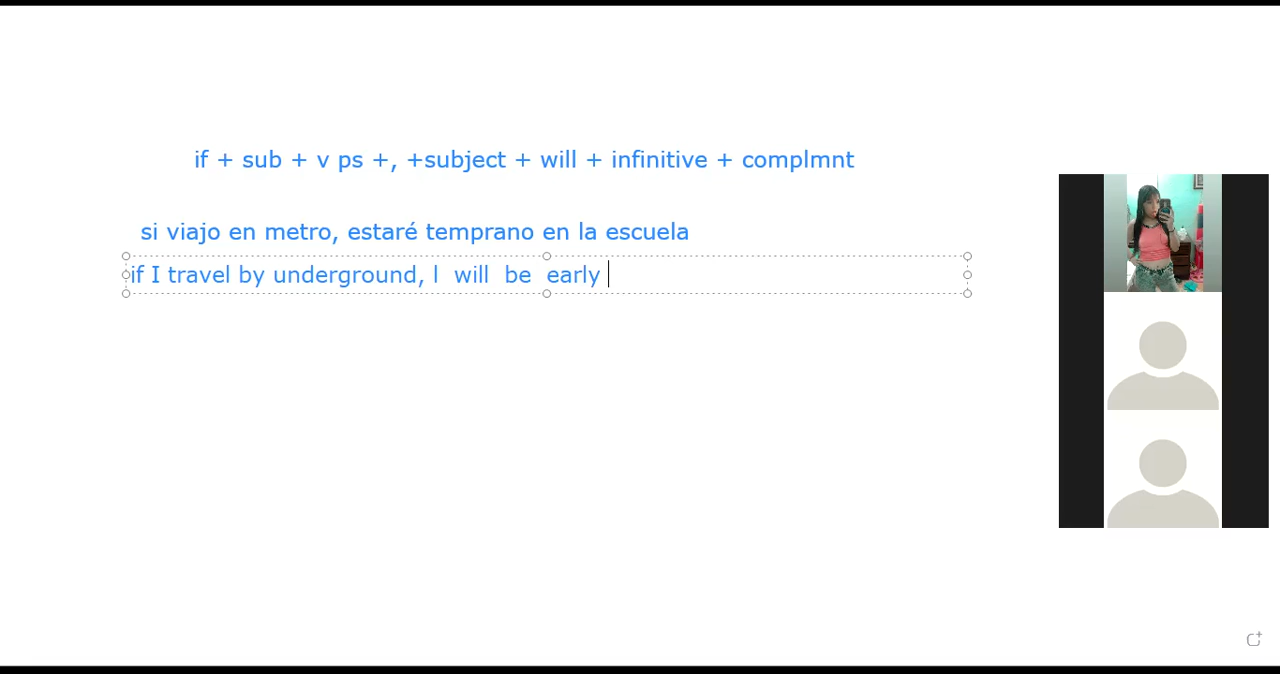 if + sub + v ps +, +subject + will + infinitive + complmnt
si viajo en metro, estaré temprano en la escuela
if I travel by underground, l will be early